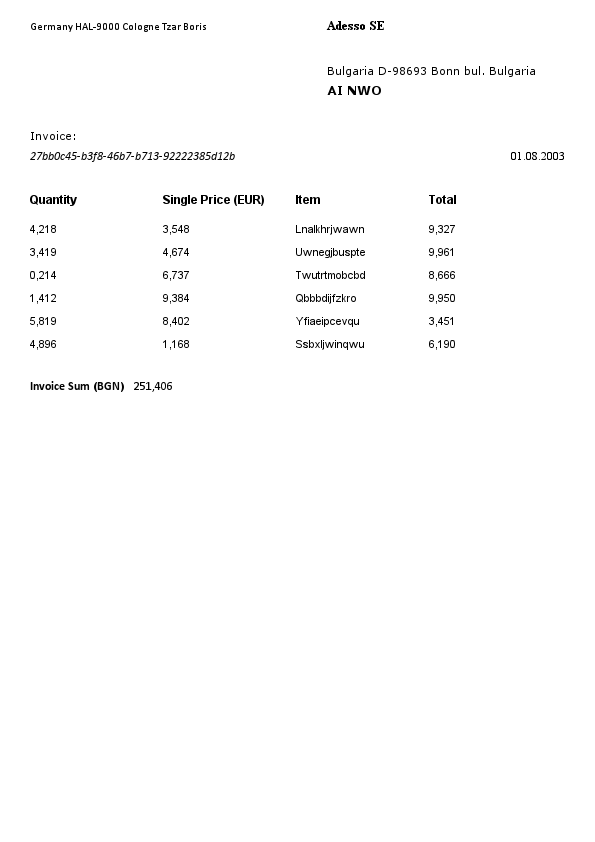 Germany HAL-9000 Cologne Tzar Boris
Adesso SE
Bulgaria D-98693 Bonn bul. Bulgaria
AI NWO
Invoice:
27bb0c45-b3f8-46b7-b713-92222385d12b 01.08.2003
Quantity Single Price (EUR) Item Total
4,218 3,548 Lnalkhrjwawn 9,327
3,419 4,674 Uwnegjbuspte 9,961
0,214 6,737 Twutrtmobcbd 8,666
1,412 9,384 Qbbbdijfzkro 9,950
5,819 8,402 Yfiaeipcevqu 3,451
4,896 1,168 Ssbxljwinqwu 6,190
Invoice Sum (BGN) 251,406